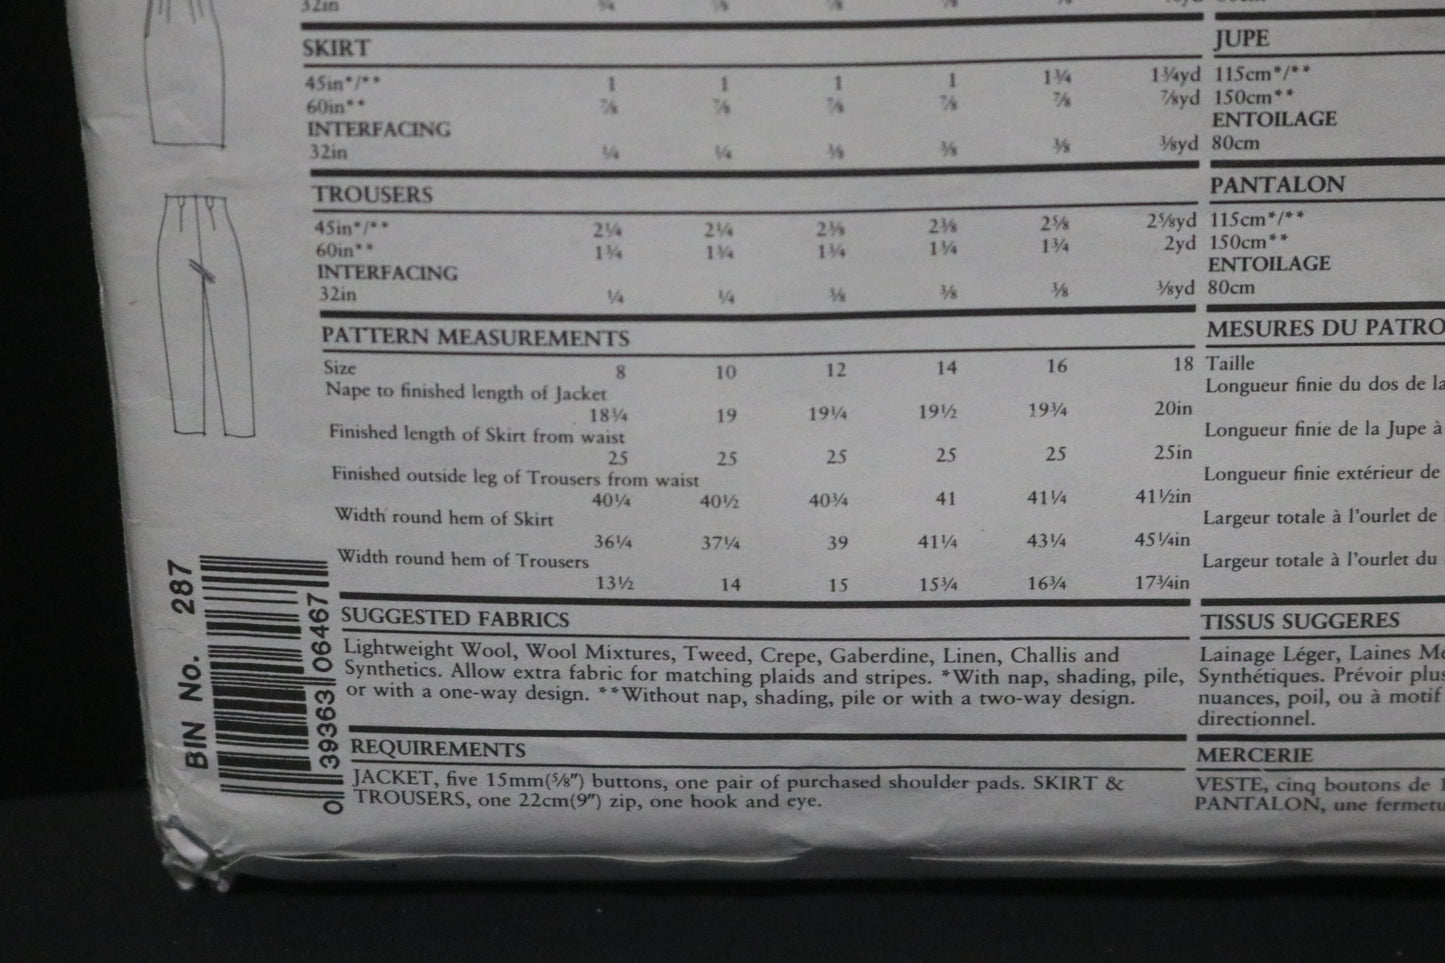 32in
SKIRT
45in*/** 1 1 1 1 1¾ 1¾yd
60in** ⅞ ⅞ ⅞ ⅞ ⅞ ⅞yd
INTERFACING
32in ¼ ¼ ⅜ ⅜ ⅜ ⅜yd
TROUSERS
45in*/** 2¼ 2¼ 2⅜ 2⅜ 2⅝ 2⅝yd
60in** 1¾ 1¾ 1¾ 1¾ 1¾ 2yd
INTERFACING
32in ¼ ¼ ⅜ ⅜ ⅜ ⅜yd
PATTERN MEASUREMENTS
Size 8 10 12 14 16 18
Nape to finished length of Jacket
18¾ 19 19¼ 19½ 19¾ 20in
Finished length of Skirt from waist
25 25 25 25 25 25in
Finished outside leg of Trousers from waist
40¼ 40½ 40¾ 41 41¼ 41½in
Width round hem of Skirt
36¼ 37¼ 39 41¼ 43¼ 45¼in
Width round hem of Trousers
13½ 14 15 15¾ 16¾ 17¾in
SUGGESTED FABRICS
Lightweight Wool, Wool Mixtures, Tweed, Crepe, Gaberdine, Linen, Challis and
Synthetics. Allow extra fabric for matching plaids and stripes. *With nap, shading, pile,
or with a one-way design. **Without nap, shading, pile or with a two-way design.
REQUIREMENTS
JACKET, five 15mm(⅝″) buttons, one pair of purchased shoulder pads. SKIRT &
TROUSERS, one 22cm(9″) zip, one hook and eye.
JUPE
115cm*/**
150cm**
ENTOILAGE
80cm
PANTALON
115cm*/**
150cm**
ENTOILAGE
80cm
MESURES DU PATRO
Taille
Longueur finie du dos de la
Longueur finie de la Jupe à
Longueur finie extérieur de
Largeur totale à l'ourlet de
Largeur totale à l'ourlet du
TISSUS SUGGERES
Lainage Léger, Laines Me
Synthétiques. Prévoir plus
nuances, poil, ou à motif
directionnel.
MERCERIE
VESTE, cinq boutons de 1
PANTALON, une fermetu
BIN No. 287
0 39363 06467